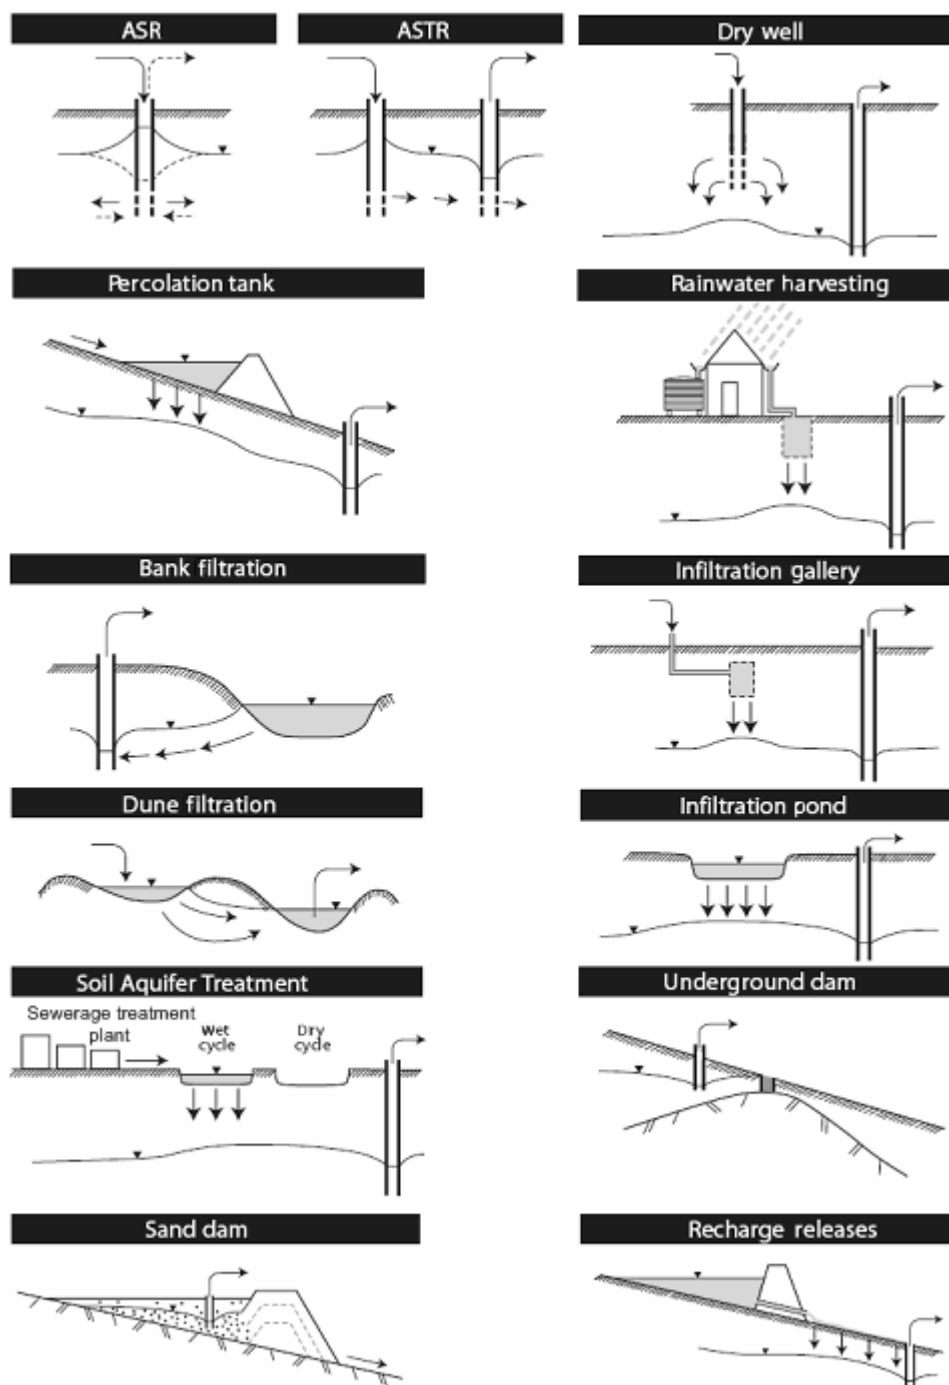 ASR
ASTR
Dry well
Percolation tank
Rainwater harvesting
Bank filtration
Infiltration gallery
Dune filtration
Infiltration pond
Soil Aquifer Treatment
Sewerage treatment
plant
Wet
cycle
Dry
cycle
Underground dam
Sand dam
Recharge releases